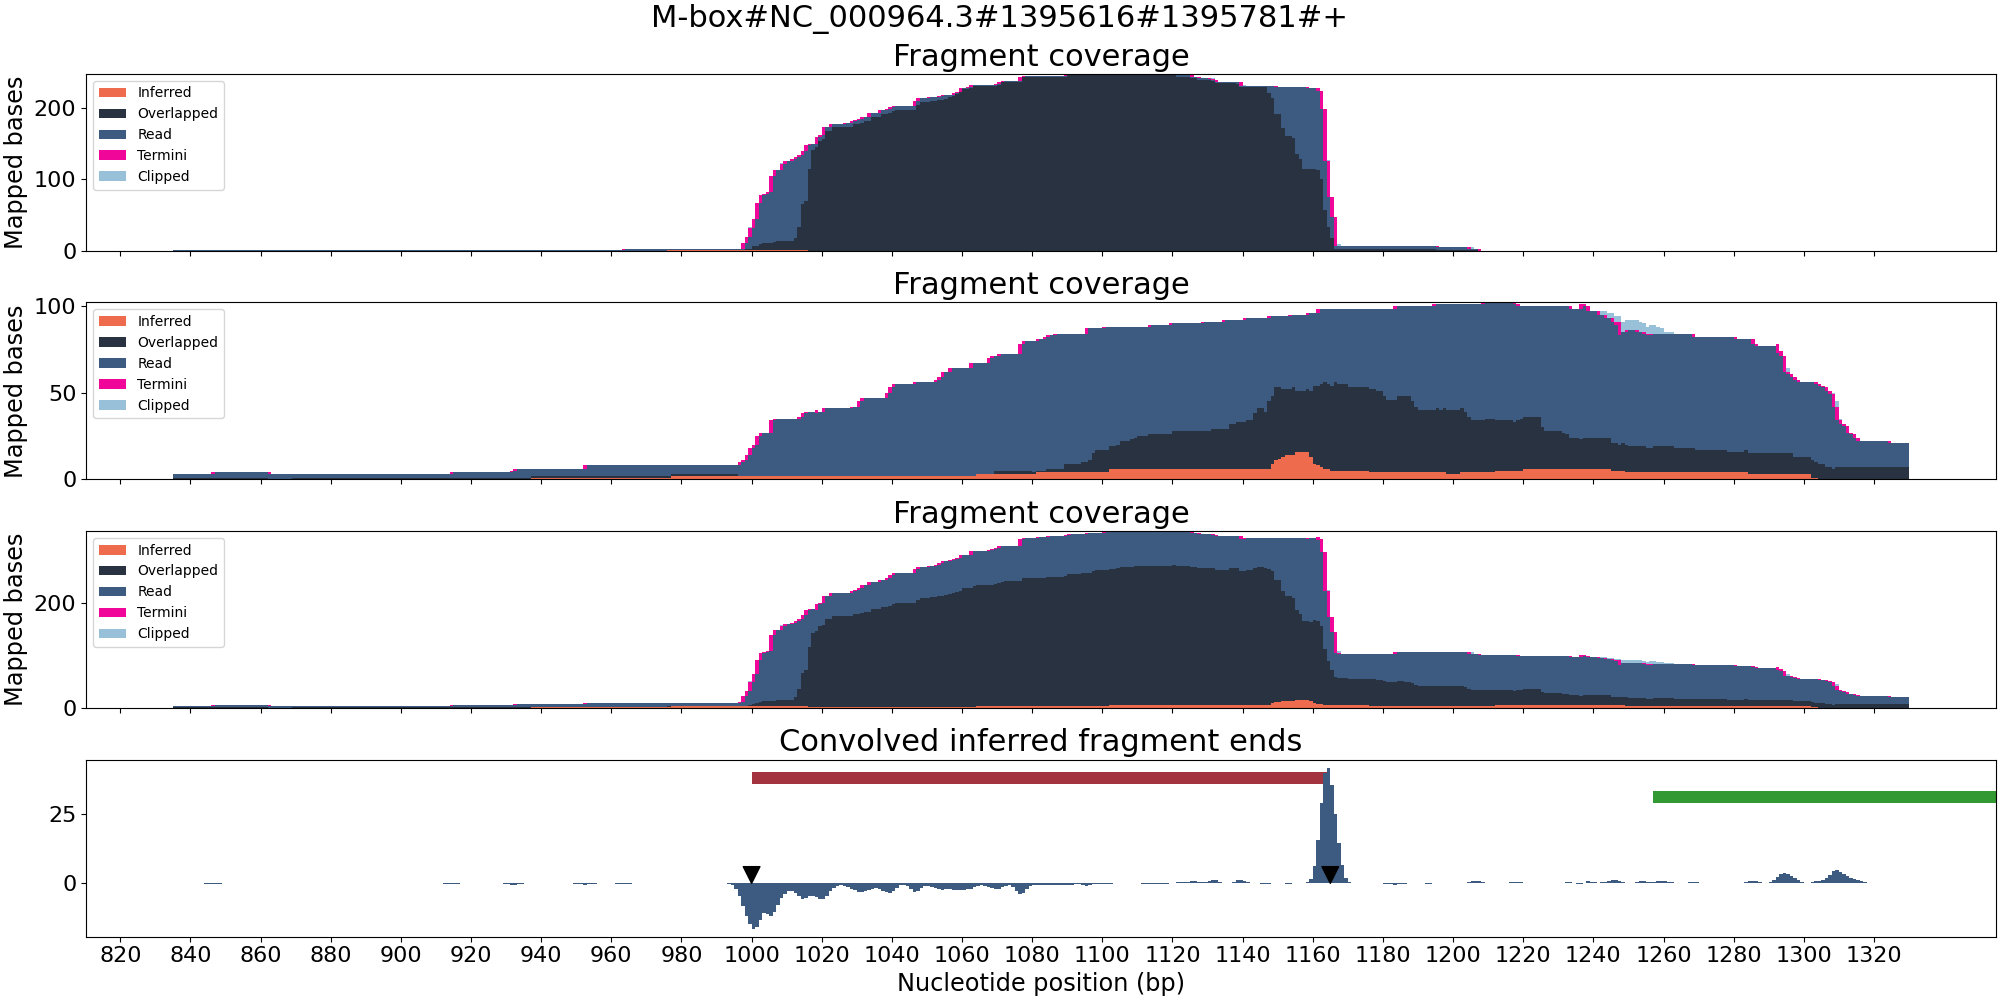 M-box#NC_000964.3#1395616#1395781#+
Fragment coverage
Mapped bases
200
100
0
Inferred
Overlapped
Read
Termini
Clipped
Fragment coverage
Mapped bases
100
50
0
Inferred
Overlapped
Read
Termini
Clipped
Fragment coverage
Mapped bases
200
0
Inferred
Overlapped
Read
Termini
Clipped
Convolved inferred fragment ends
25
0
820 840 860 880 900 920 940 960 980 1000 1020 1040 1060 1080 1100 1120 1140 1160 1180 1200 1220 1240 1260 1280 1300 1320
Nucleotide position (bp)